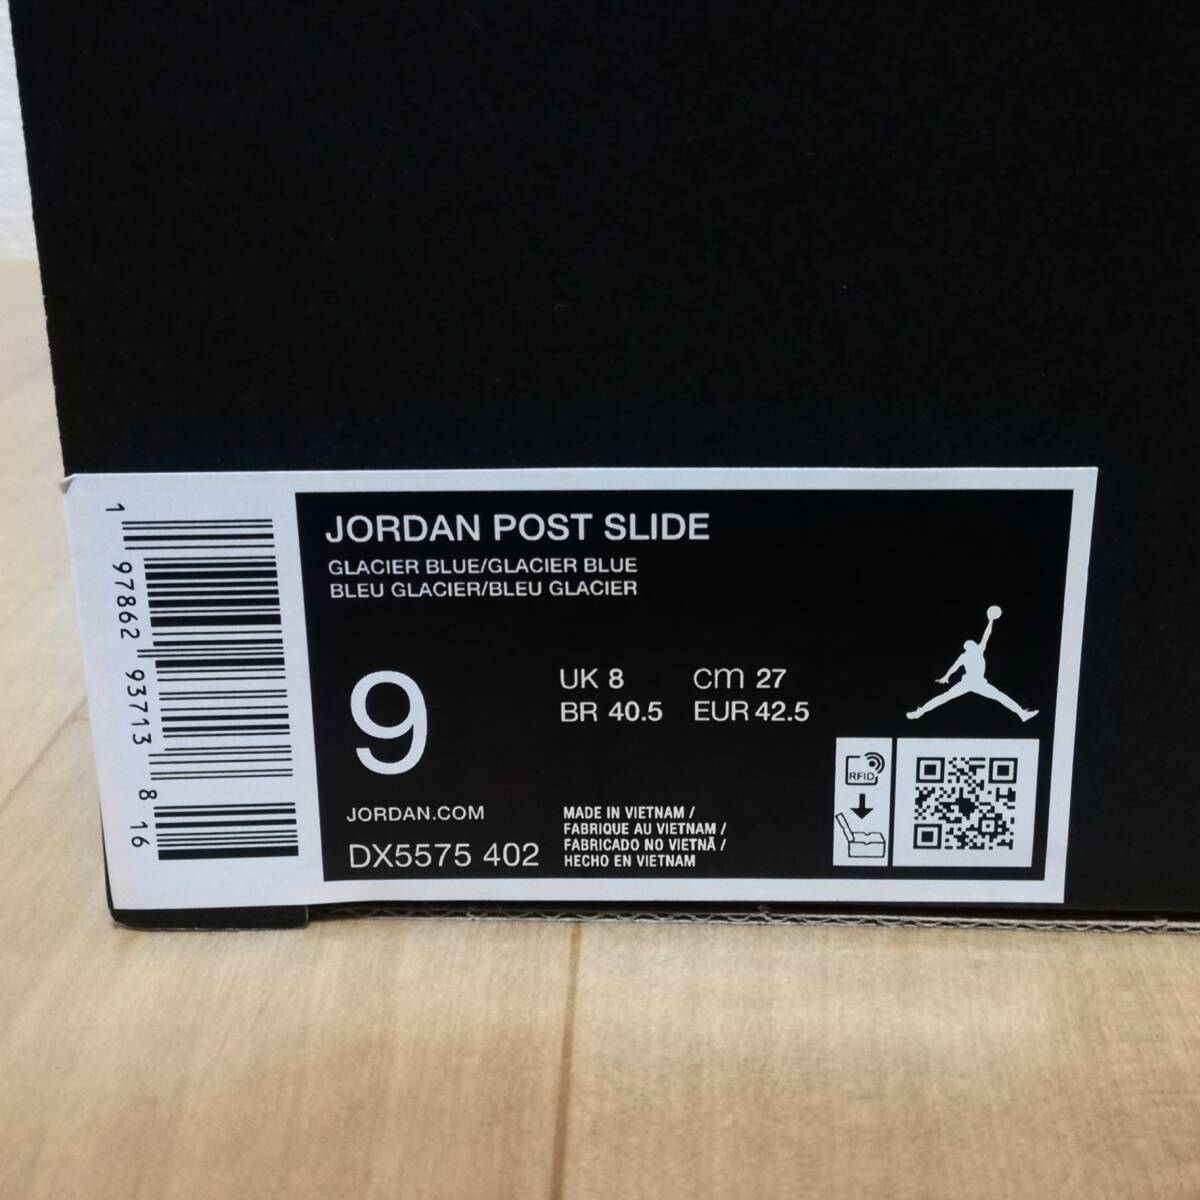 JORDAN POST SLIDE
GLACIER BLUE/GLACIER BLUE
BLEU GLACIER/BLEU GLACIER
9
UK 8 cm 27
BR 40.5 EUR 42.5
JORDAN.COM
DX5575 402
MADE IN VIETNAM /
FABRIQUE AU VIETNAM /
FABRICADO NO VIETNÃ /
HECHO EN VIETNAM
RFID
1 97862 93713 8 16